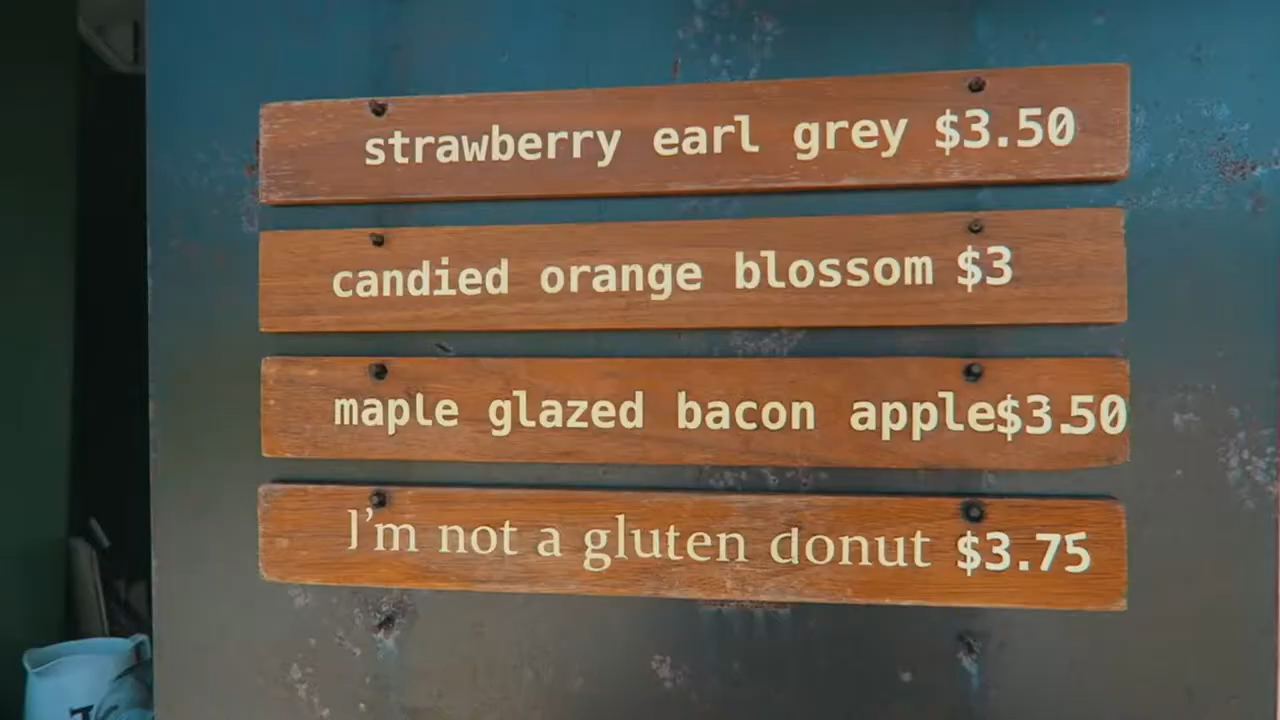 strawberry earl grey $3.50
candied orange blossom $3
maple glazed bacon apple$3.50
I'm not a gluten donut $3.75